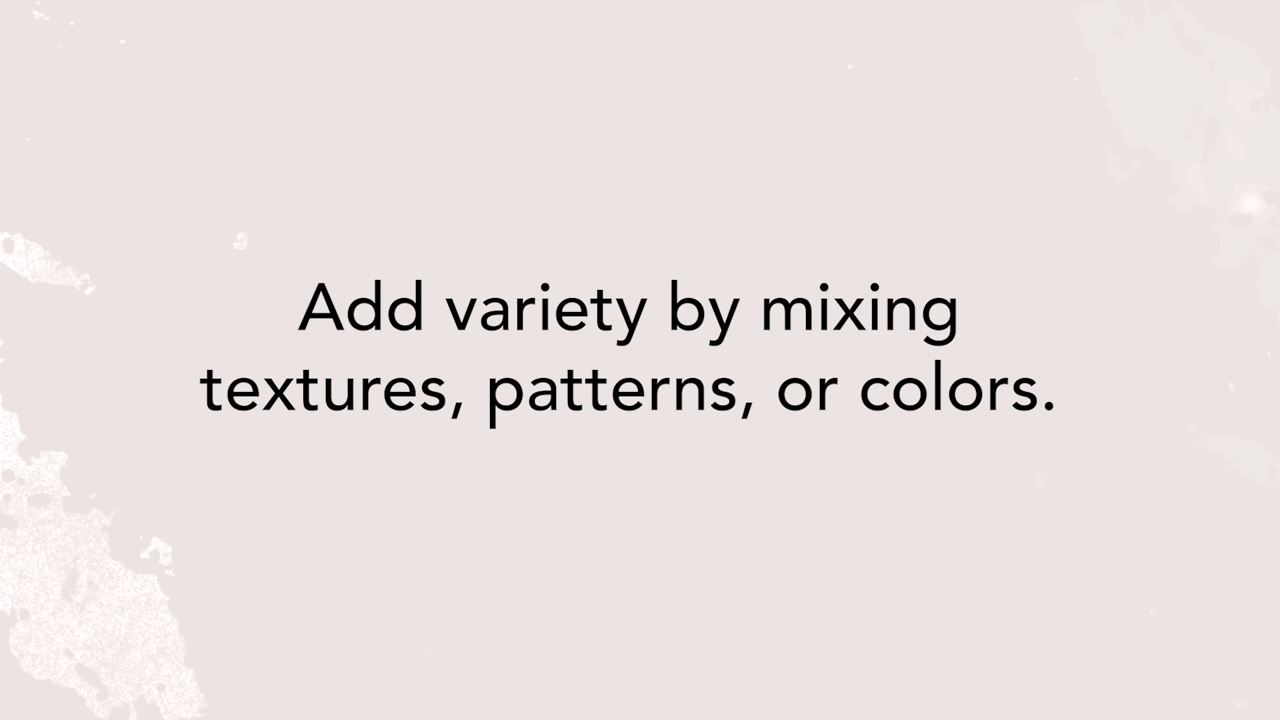 Add variety by mixing
textures, patterns, or colors.